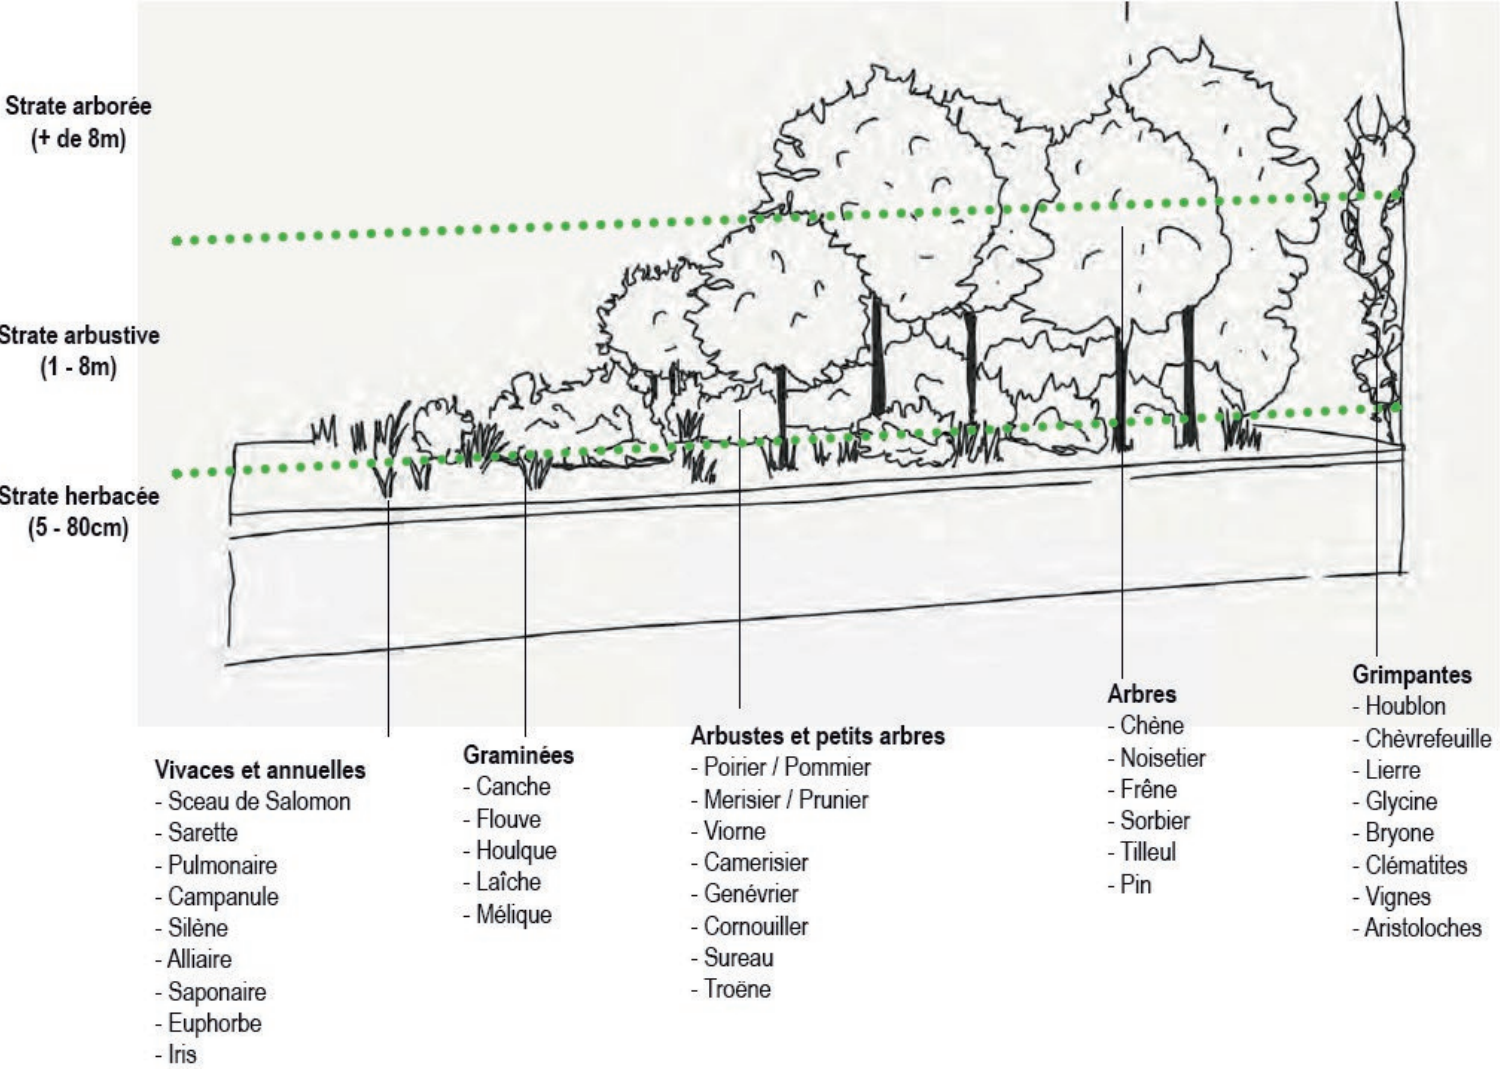 Strate arborée
(+ de 8m)
Strate arbustive
(1 - 8m)
Strate herbacée
(5 - 80cm)
Vivaces et annuelles
- Sceau de Salomon
- Sarette
- Pulmonaire
- Campanule
- Silène
- Alliaire
- Saponaire
- Euphorbe
- Iris
Graminées
- Canche
- Flouve
- Houlque
- Laîche
- Mélique
Arbustes et petits arbres
- Poirier / Pommier
- Merisier / Prunier
- Viorne
- Camerisier
- Genévrier
- Cornouiller
- Sureau
- Troëne
Arbres
- Chène
- Noisetier
- Frêne
- Sorbier
- Tilleul
- Pin
Grimpantes
- Houblon
- Chèvrefeuille
- Lierre
- Glycine
- Bryone
- Clématites
- Vignes
- Aristoloches